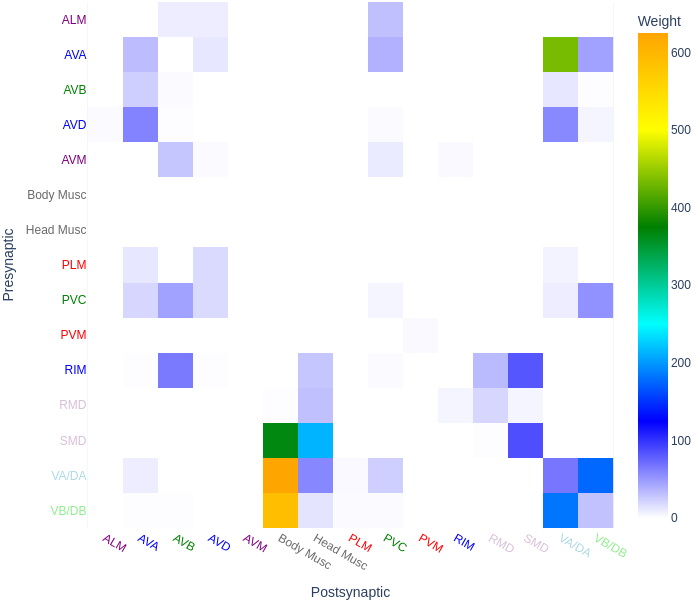 Weight
ALM
AVA
AVB
AVD
AVM
Body Musc
Head Musc
PLM
PVC
PVM
RIM
RMD
SMD
VA/DA
VB/DB
Presynaptic
600
500
400
300
200
100
0
ALM
AVA
AVB
AVD
AVM
Body Musc
Head Musc
PLM
PVC
PVM
RIM
RMD
SMD
VA/DA
VB/DB
Postsynaptic